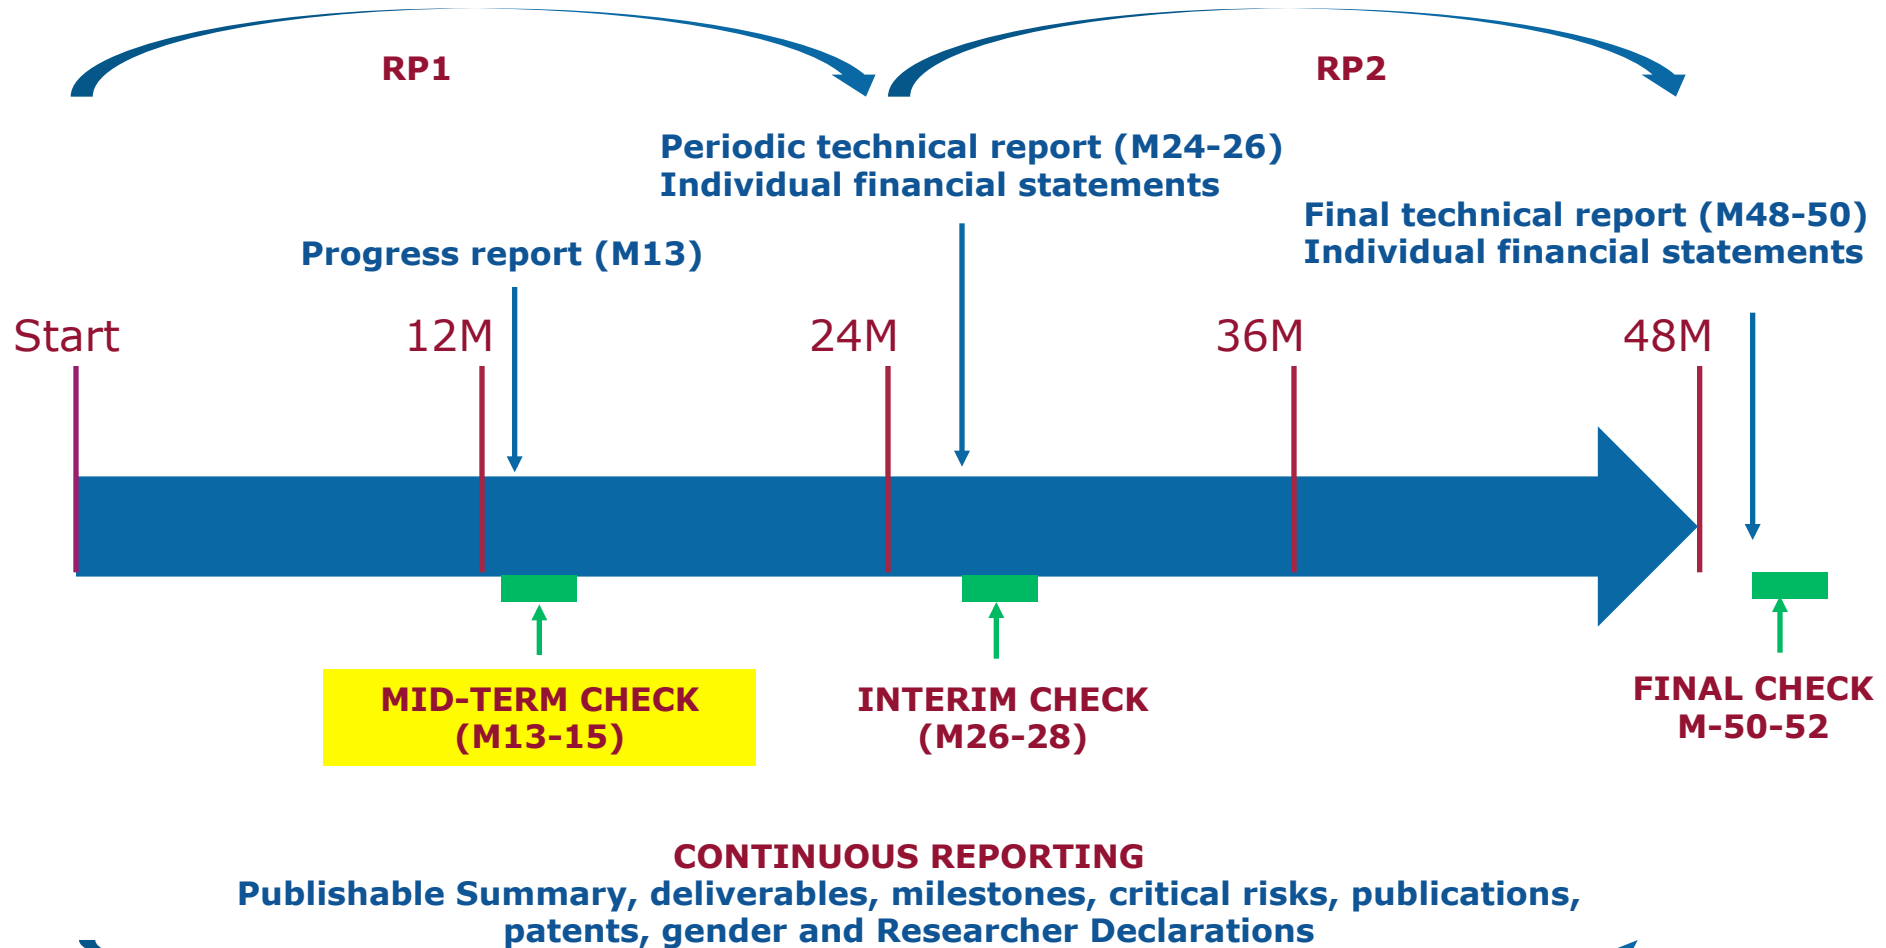 RP1
RP2
Periodic technical report (M24-26)
Individual financial statements
Final technical report (M48-50)
Individual financial statements
Progress report (M13)
Start
12M
24M
36M
48M
MID-TERM CHECK
(M13-15)
INTERIM CHECK
(M26-28)
FINAL CHECK
M-50-52
CONTINUOUS REPORTING
Publishable Summary, deliverables, milestones, critical risks, publications,
patents, gender and Researcher Declarations